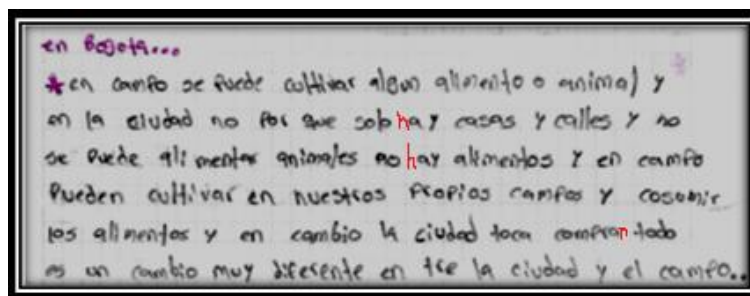 en Bogota...
*en campo se puede cultivar algun alimento o animal y
en la ciudad no por que solo hay casas y calles y no
se puede alimentar animales no hay alimentos y en campo
Pueden cultivar en nuestros propios campos y cosumir
los alimentos y en cambio la ciudad toca comprar todo
es un cambio muy diferente en tre la ciudad y el campo..